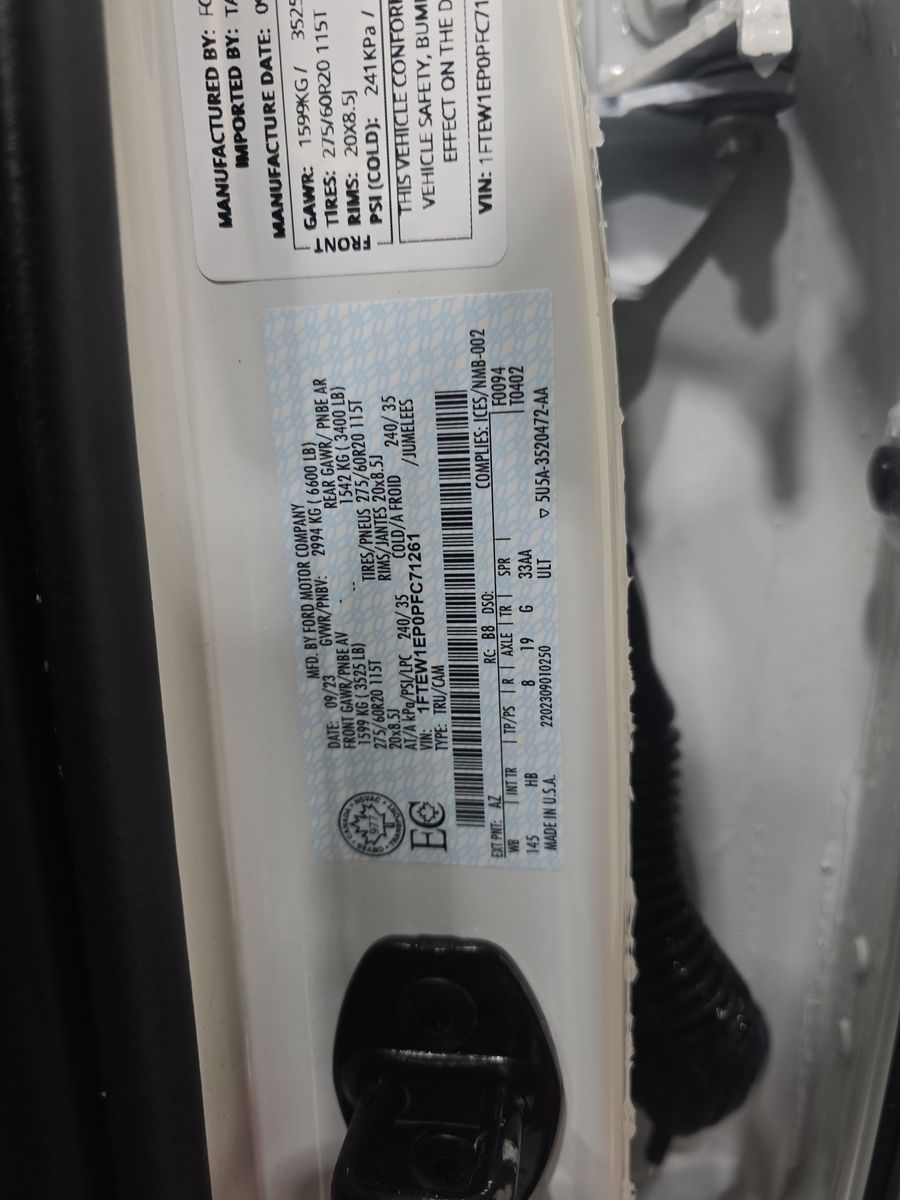 MANUFACTURED BY:
IMPORTED BY:
MANUFACTURE DATE:
FRONT
GAWR: 1599KG /
TIRES: 275/60R20 115T
RIMS: 20X8.5J
PSI (COLD): 241KPA /
THIS VEHICLE
VEHICLE SAFETY,
EFFECT ON THE
VIN: 1FTEW1EP0PFC71
MFD. BY FORD MOTOR COMPANY
DATE: 09/23 GVWR/PNBV: 2994 KG ( 6600 LB)
FRONT GAWR/PNBE AV REAR GAWR/ PNBE AR
1599 KG ( 3525 LB) 1542 KG ( 3400 LB)
275/60R20 115T TIRES/PNEUS 275/60R20 115T
20x8.5J RIMS/JANTES 20x8.5J
AT/A kPa/PSI/LPC 240/ 35 COLD/A FROID 240/ 35
VIN: 1FTEW1EP0PFC71261 /JUMELEES
TYPE: TRU/CAM
CANADA
977
EC
COMPLIES: ICES/NMB-002
EXT PNT: AZ RC: B8 DSO: F0094
WB INT TR TP/PS R AXLE TR SPR T0402
145 HB 8 19 G 33AA
MADE IN U.S.A. 2202309010250 ULT ▽ 5U5A-3520472-AA